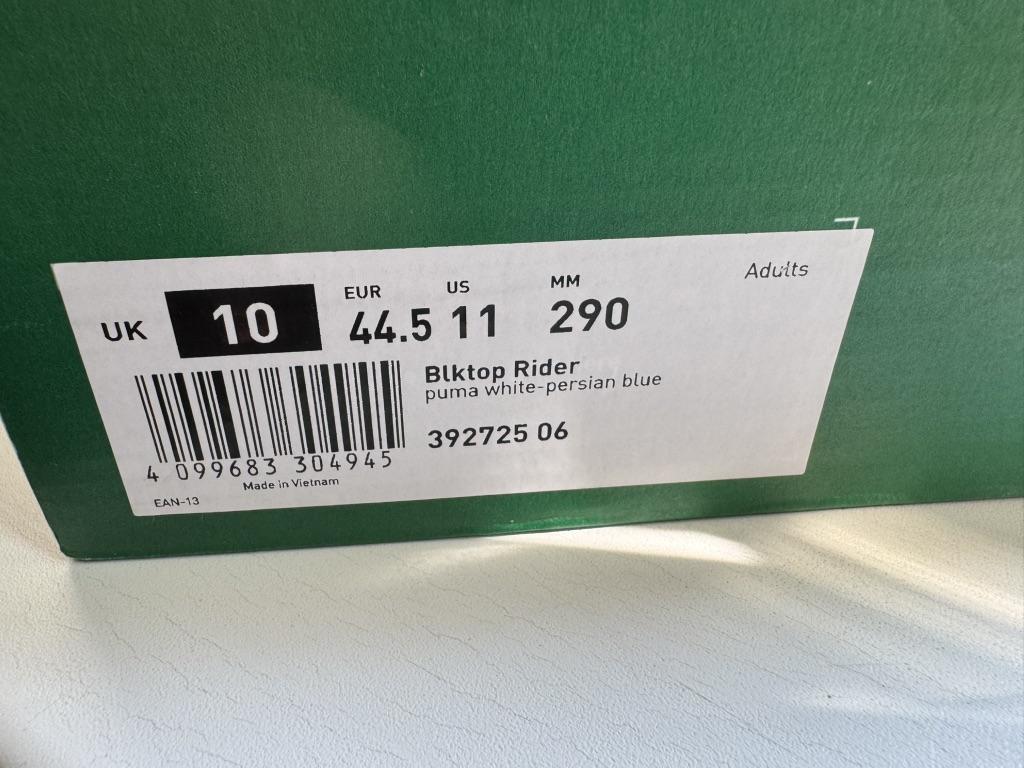 Adults
UK 10 EUR 44.5 US 11 MM 290
Blktop Rider
puma white-persian blue
392725 06
4 099683 304945
Made in Vietnam
EAN-13